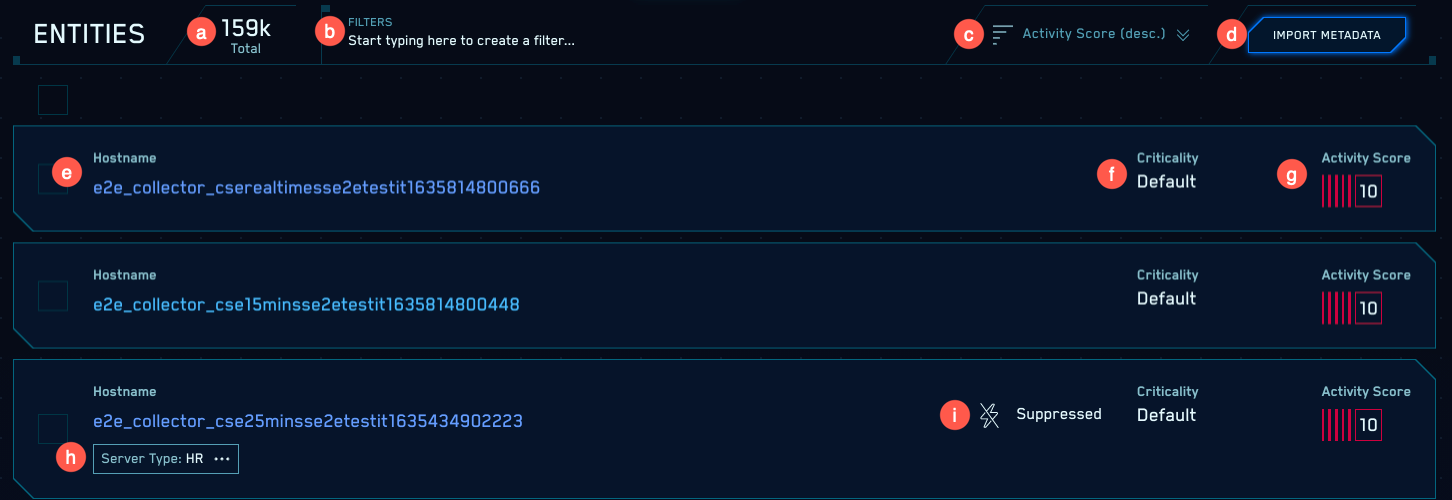 ENTITIES
a
159k
Total
b
FILTERS
Start typing here to create a filter...
c
Activity Score (desc.)
d
IMPORT METADATA
e
Hostname
e2e_collector_cserealtimesse2etestit1635814800666
f
Criticality
Default
g
Activity Score
10
Hostname
e2e_collector_cse15minsse2etestit1635814800448
Criticality
Default
Activity Score
10
Hostname
e2e_collector_cse25minsse2etestit1635434902223
h
Server Type: HR ...
i
Suppressed
Criticality
Default
Activity Score
10